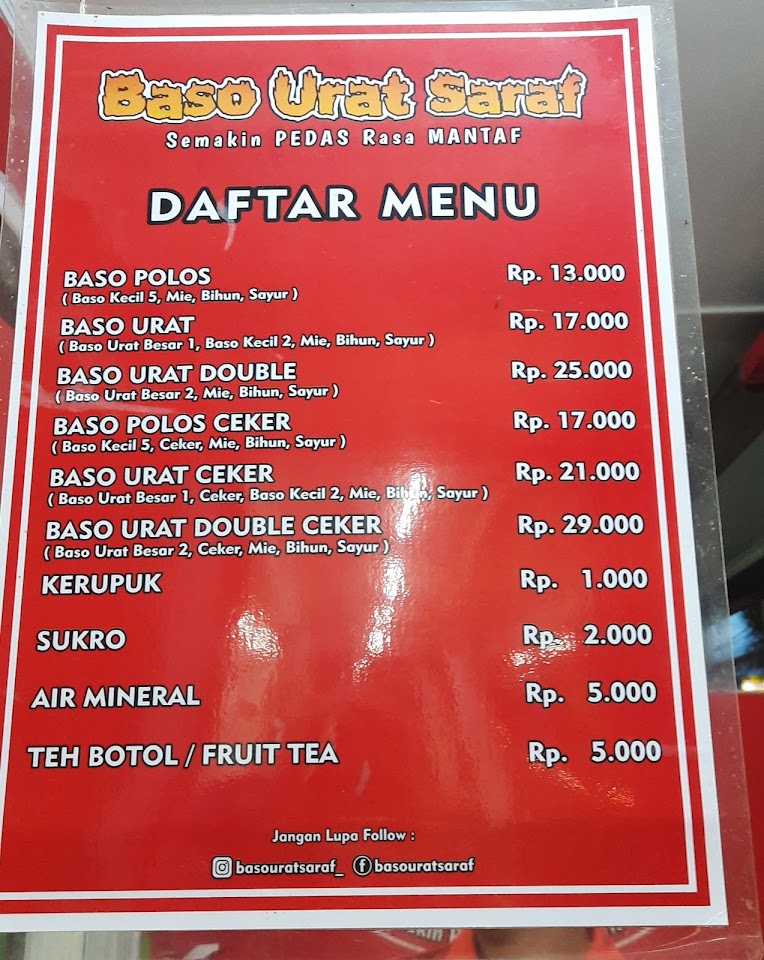 Baso Urat Saraf
Semakin PEDAS Rasa MANTAF
DAFTAR MENU
BASO POLOS Rp. 13.000
( Baso Kecil 5, Mie, Bihun, Sayur )
BASO URAT Rp. 17.000
( Baso Urat Besar 1, Baso Kecil 2, Mie, Bihun, Sayur )
BASO URAT DOUBLE Rp. 25.000
( Baso Urat Besar 2, Mie, Bihun, Sayur )
BASO POLOS CEKER Rp. 17.000
( Baso Kecil 5, Ceker, Mie, Bihun, Sayur )
BASO URAT CEKER Rp. 21.000
( Baso Urat Besar 1, Ceker, Baso Kecil 2, Mie, Bihun, Sayur )
BASO URAT DOUBLE CEKER Rp. 29.000
( Baso Urat Besar 2, Ceker, Mie, Bihun, Sayur )
KERUPUK Rp. 1.000
SUKRO Rp. 2.000
AIR MINERAL Rp. 5.000
TEH BOTOL / FRUIT TEA Rp. 5.000
Jangan Lupa Follow :
basouratsaraf_ basouratsaraf